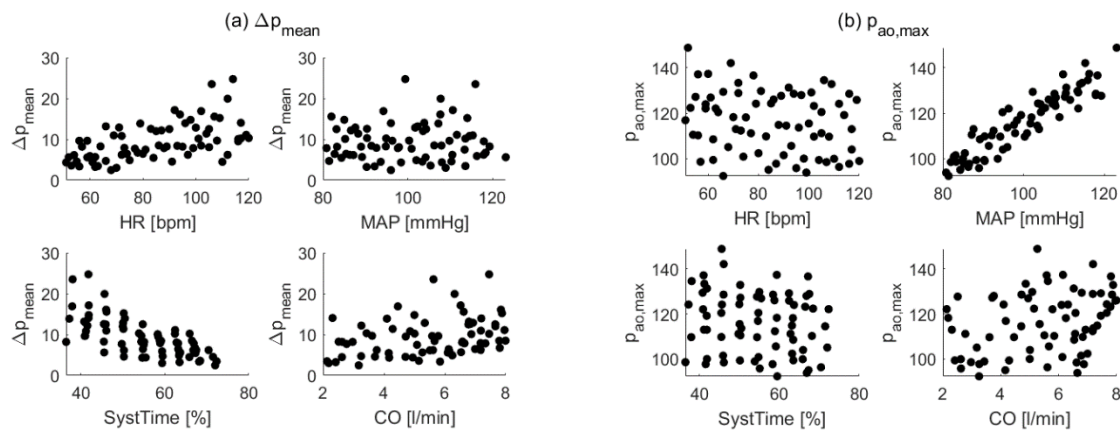 (a) Δp_mean
(b) p_ao,max
30
20
10
0
Δp_mean
60 80 100 120
HR [bpm]
30
20
10
0
Δp_mean
80 100 120
MAP [mmHg]
140
120
100
p_ao,max
60 80 100 120
HR [bpm]
140
120
100
p_ao,max
80 100 120
MAP [mmHg]
30
20
10
0
Δp_mean
40 60 80
SystTime [%]
30
20
10
0
Δp_mean
2 4 6 8
CO [l/min]
140
120
100
p_ao,max
40 60 80
SystTime [%]
140
120
100
p_ao,max
2 4 6 8
CO [l/min]